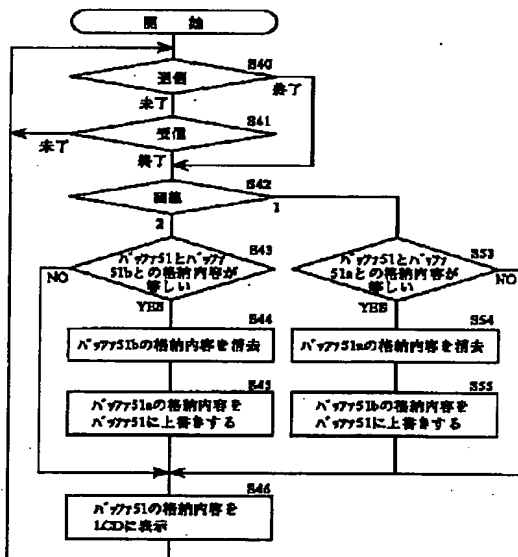 開 始
S40
送信
終了
未了
S41
受信
未了
終了
S42
回線
1
2
S43
バッファ51とバッファ
51bとの格納内容が
等しい
NO
YES
S53
バッファ51とバッファ
51aとの格納内容が
等しい
NO
YES
S44
バッファ51bの格納内容を消去
S54
バッファ51aの格納内容を消去
S45
バッファ51aの格納内容を
バッファ51に上書きする
S55
バッファ51bの格納内容を
バッファ51に上書きする
S46
バッファ51の格納内容を
LCDに表示